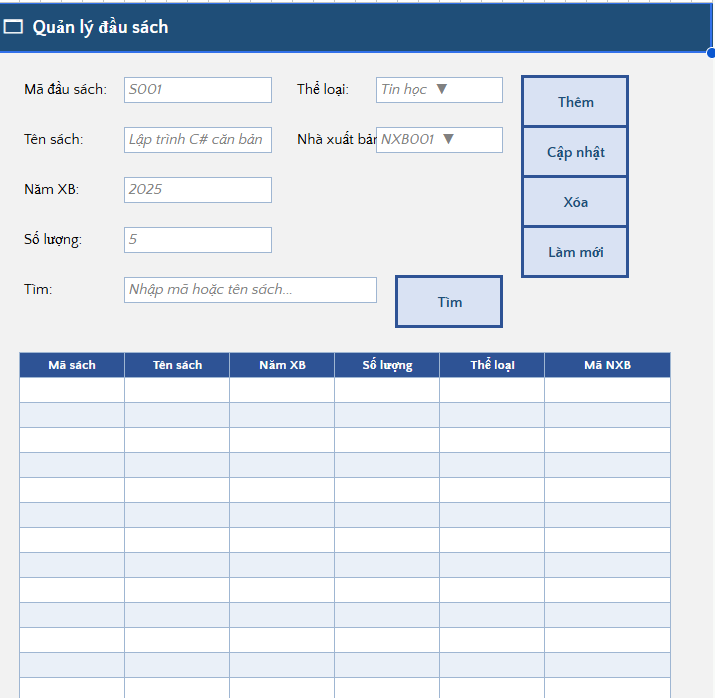 Quản lý đầu sách
Mã đầu sách: S001 Thể loại: Tin học ▼ Thêm
Tên sách: Lập trình C# căn bản Nhà xuất bản NXB001 ▼ Cập nhật
Năm XB: 2025 Xóa
Số lượng: 5 Làm mới
Tìm: Nhập mã hoặc tên sách... Tìm
Mã sách Tên sách Năm XB Số lượng Thể loại Mã NXB